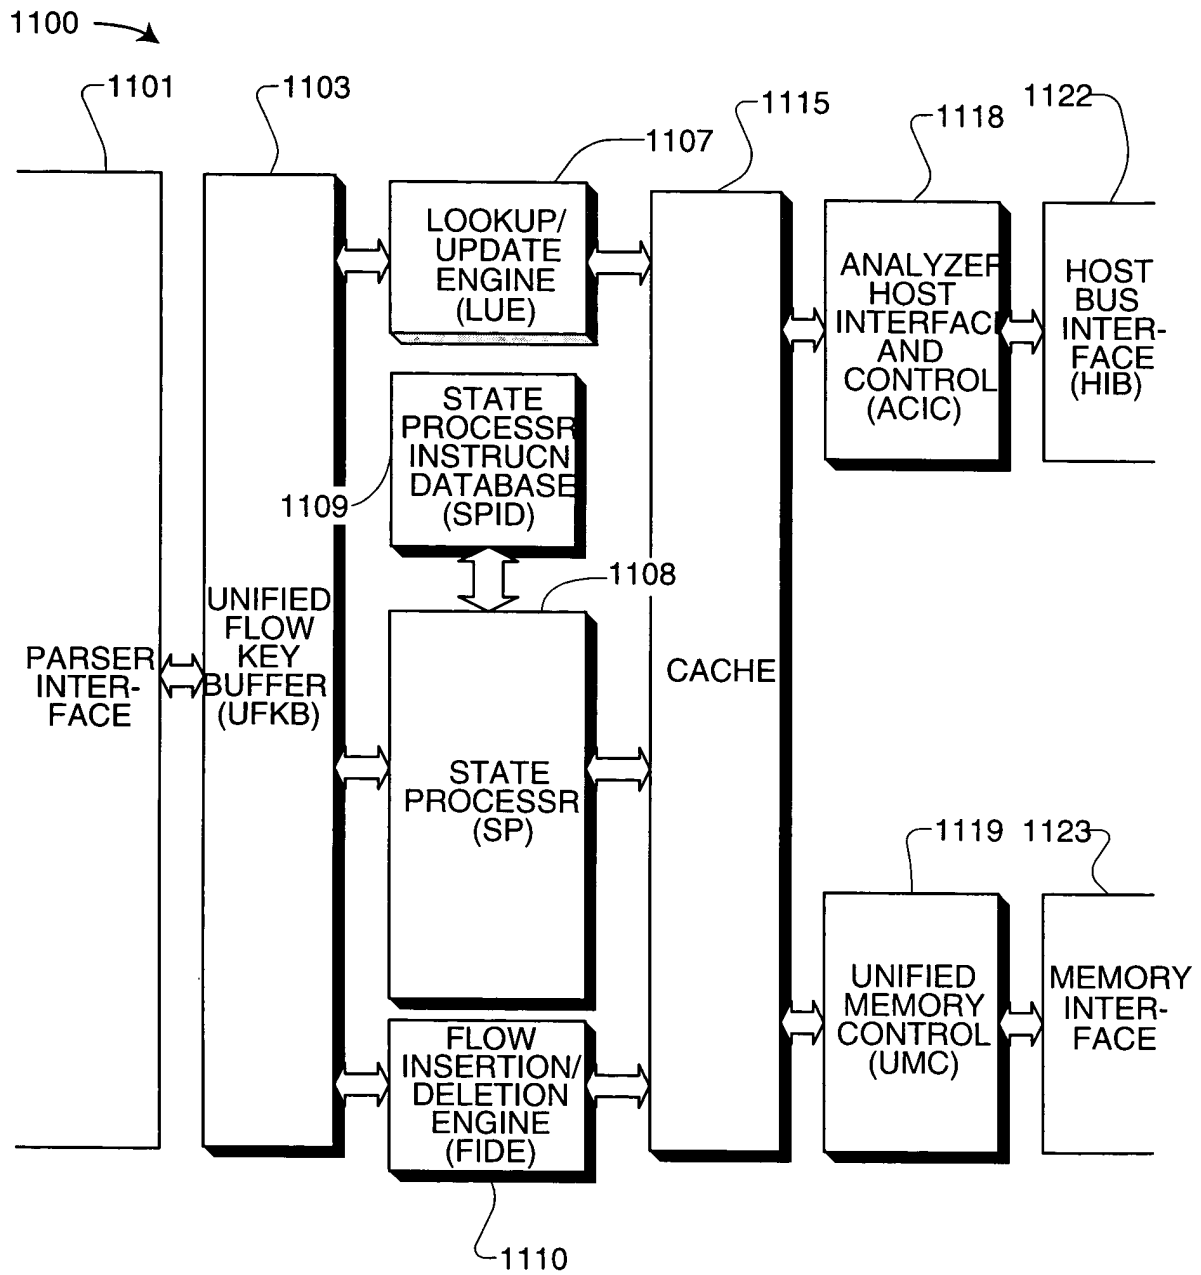 1100
1101
1103
1107
1115
1118
1122
LOOKUP/
UPDATE
ENGINE
(LUE)
ANALYZER
HOST
INTERFACE
AND
CONTROL
(ACIC)
HOST
BUS
INTER-
FACE
(HIB)
STATE
PROCESSR
INSTRUCN
DATABASE
(SPID)
1109
1108
UNIFIED
FLOW
KEY
BUFFER
(UFKB)
PARSER
INTER-
FACE
CACHE
STATE
PROCESSR
(SP)
1119
1123
UNIFIED
MEMORY
CONTROL
(UMC)
MEMORY
INTER-
FACE
FLOW
INSERTION/
DELETION
ENGINE
(FIDE)
1110